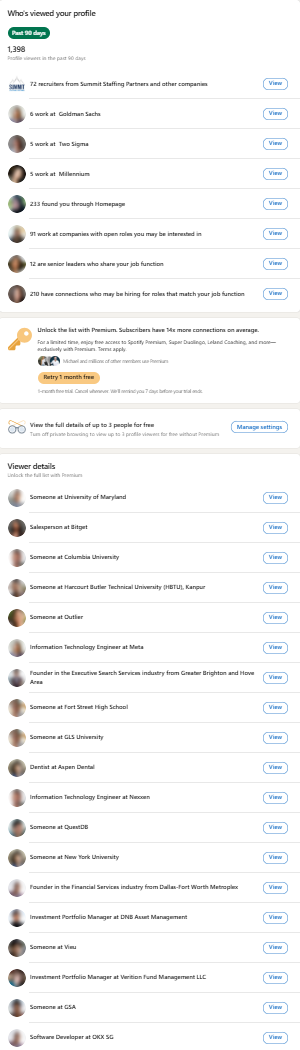 Who's viewed your profile
Past 90 days
1,398
Profile viewers in the past 90 days
SUMMIT
72 recruiters from Summit Staffing Partners and other companies
View
6 work at Goldman Sachs
View
5 work at Two Sigma
View
5 work at Millennium
View
233 found you through Homepage
View
91 work at companies with open roles you may be interested in
View
12 are senior leaders who share your job function
View
210 have connections who may be hiring for roles that match your job function
View
Unlock the list with Premium. Subscribers have 14x more connections on average.
For a limited time, enjoy free access to Spotify Premier, Super Duolingo, Leland Coaching, and more—
exclusively with Premium. Terms apply.
Michael and millions of other members use Premium
Retry 1 month free
1-month free trial. Cancel whenever. We'll remind you 7 days before your trial ends.
View the full details of up to 3 people for free
Turn off private browsing to view up to 3 profile viewers for free without Premium
Manage settings
Viewer details
Unlock the full list with Premium
Someone at University of Maryland
View
Salesperson at Bitget
View
Someone at Columbia University
View
Someone at Harcourt Butler Technical University (HBTU), Kanpur
View
Someone at Outlier
View
Information Technology Engineer at Meta
View
Founder in the Executive Search Services industry from Greater Brighton and Hove
Area
View
Someone at Fort Street High School
View
Someone at GLS University
View
Dentist at Aspen Dental
View
Information Technology Engineer at Nexxen
View
Someone at QuestDB
View
Someone at New York University
View
Founder in the Financial Services industry from Dallas-Fort Worth Metroplex
View
Investment Portfolio Manager at DNB Asset Management
View
Someone at Vieu
View
Investment Portfolio Manager at Verition Fund Management LLC
View
Someone at GSA
View
Software Developer at OKX SG
View